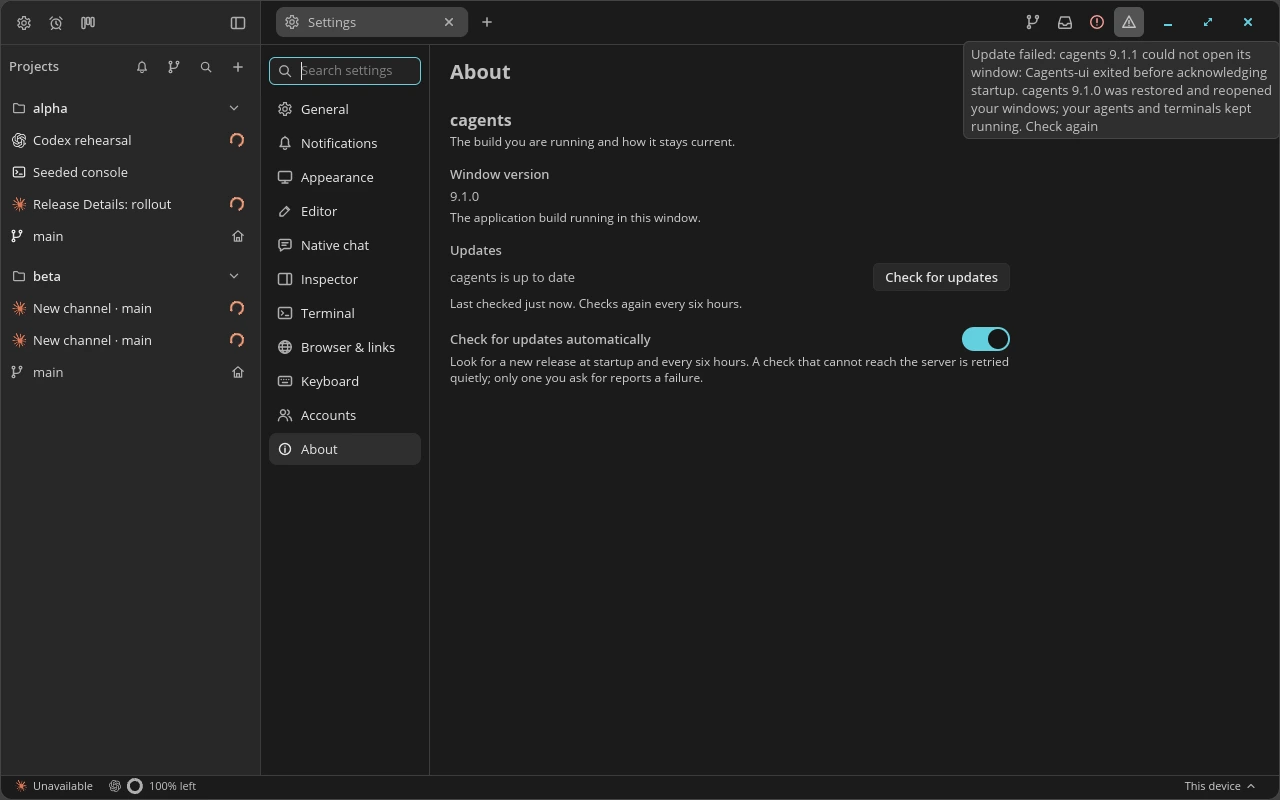 Settings
Update failed: cagents 9.1.1 could not open its
window: Cagents-ui exited before acknowledging
startup. cagents 9.1.0 was restored and reopened
your windows; your agents and terminals kept
running. Check again
Projects
alpha
Codex rehearsal
Seeded console
Release Details: rollout
main
beta
New channel · main
New channel · main
main
Search settings
General
Notifications
Appearance
Editor
Native chat
Inspector
Terminal
Browser & links
Keyboard
Accounts
About
About
cagents
The build you are running and how it stays current.
Window version
9.1.0
The application build running in this window.
Updates
cagents is up to date
Check for updates
Last checked just now. Checks again every six hours.
Check for updates automatically
Look for a new release at startup and every six hours. A check that cannot reach the server is retried
quietly; only one you ask for reports a failure.
Unavailable
100% left
This device